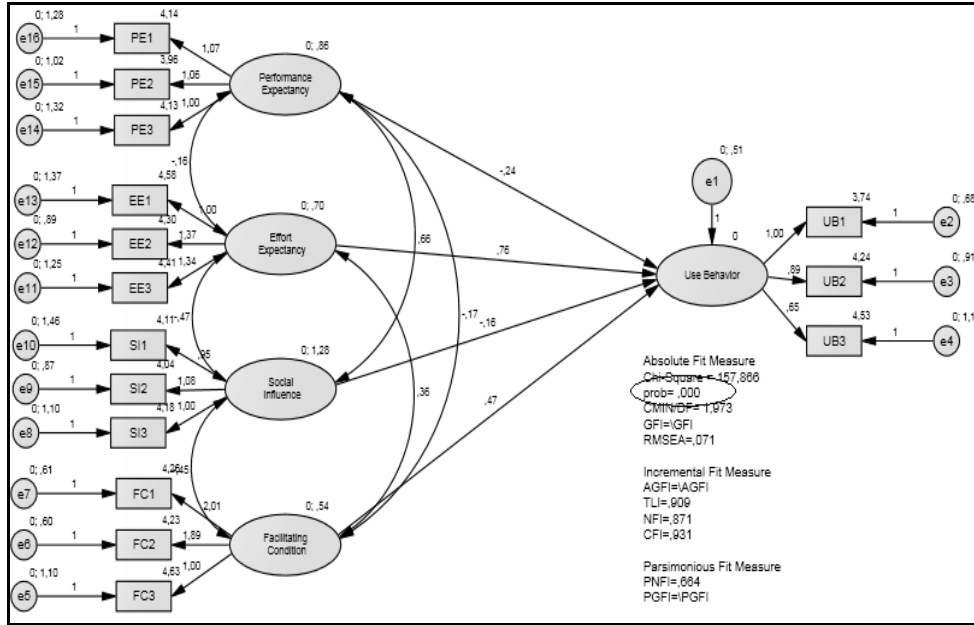 0; 1,28
4,14
e16
1
PE1
1,07
0; ,86
Performance
Expectancy
0; 1,02
3,96
e15
1
PE2
1,06
0; 1,32
4,13
1,00
e14
1
PE3
-,16
-,24
0; ,51
e1
1
0; 1,37
4,58
e13
1
EE1
1,00
0; ,70
Effort
Expectancy
0; ,89
4,30
e12
1
EE2
1,37
0; 1,25
4,41
1,34
e11
1
EE3
-,47
,66
,76
0
Use Behavior
3,74
0; ,68
1,00
UB1
1
e2
4,24
0; ,91
,89
UB2
1
e3
,65
4,53
0; 1,1
UB3
1
e4
0; 1,46
4,11
e10
1
SI1
,95
0; 1,28
Social
Influence
0; ,87
4,04
e9
1
SI2
1,08
0; 1,10
4,18
1,00
e8
1
SI3
-,17
-,16
,36
,47
0; ,61
e7
1
FC1
2,01
0; ,54
Facilitating
Condition
0; ,60
4,23
e6
1
FC2
1,89
0; 1,10
4,63
1,00
e5
1
FC3
Absolute Fit Measure
Chi-Square = 157,866
prob= ,000
CMIN/DF= 1,973
GFI=\GFI
RMSEA=,071
Incremental Fit Measure
AGFI=\AGFI
TLI=,909
NFI=,871
CFI=,931
Parsimonious Fit Measure
PNFI=,664
PGFI=\PGFI